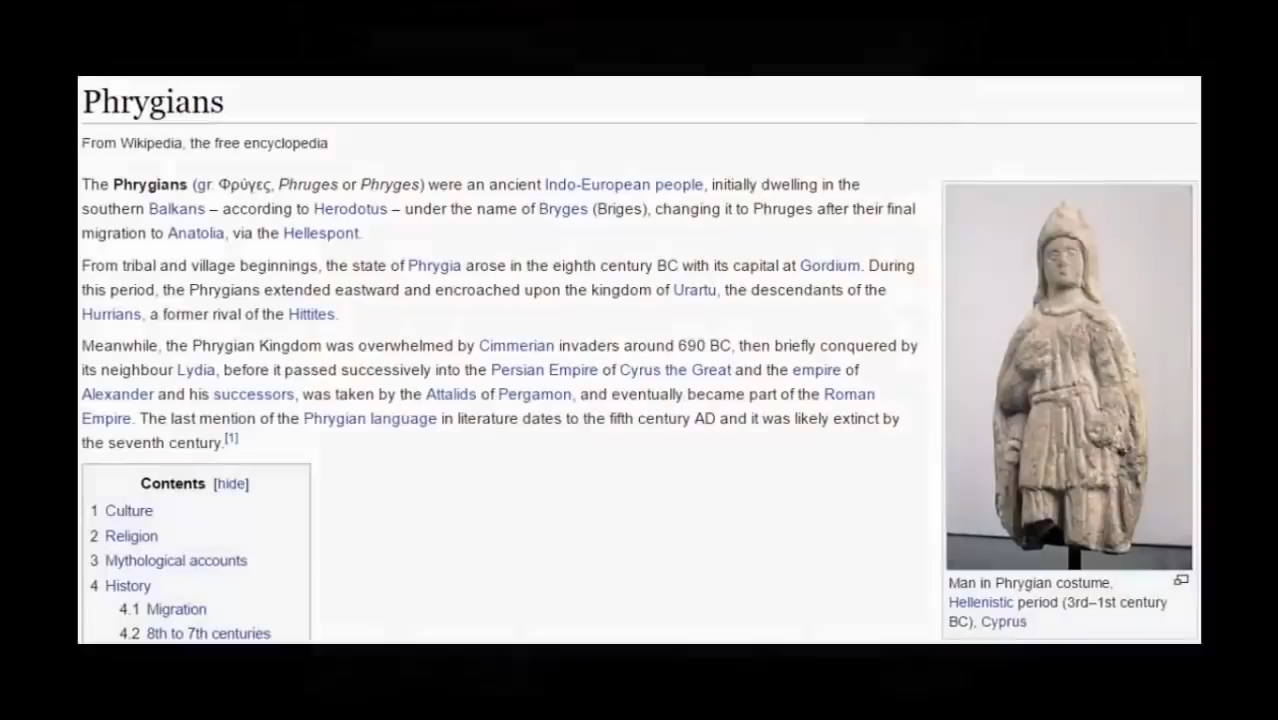 Phrygians
From Wikipedia, the free encyclopedia
The Phrygians (gr. Φρύγες, Phruges or Phryges) were an ancient Indo-European people, initially dwelling in the
southern Balkans – according to Herodotus – under the name of Bryges (Briges), changing it to Phruges after their final
migration to Anatolia, via the Hellespont.
From tribal and village beginnings, the state of Phrygia arose in the eighth century BC with its capital at Gordium. During
this period, the Phrygians extended eastward and encroached upon the kingdom of Urartu, the descendants of the
Hurrians, a former rival of the Hittites.
Meanwhile, the Phrygian Kingdom was overwhelmed by Cimmerian invaders around 690 BC, then briefly conquered by
its neighbour Lydia, before it passed successively into the Persian Empire of Cyrus the Great and the empire of
Alexander and his successors, was taken by the Attalids of Pergamon, and eventually became part of the Roman
Empire. The last mention of the Phrygian language in literature dates to the fifth century AD and it was likely extinct by
the seventh century.[1]
Contents [hide]
1 Culture
2 Religion
3 Mythological accounts
4 History
4.1 Migration
4.2 8th to 7th centuries
Man in Phrygian costume,
Hellenistic period (3rd–1st century
BC), Cyprus